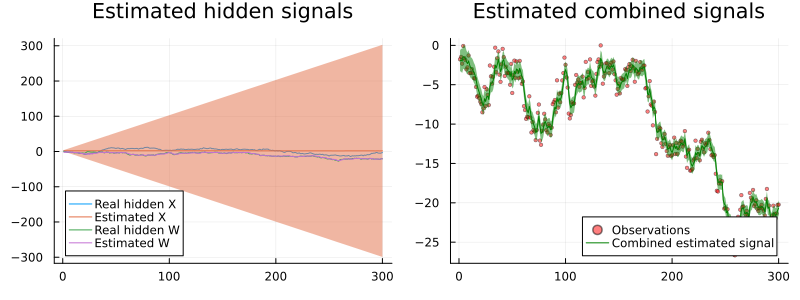 Estimated hidden signals
300
200
100
0
−100
−200
−300
Real hidden X
Estimated X
Real hidden W
Estimated W
0
100
200
300
Estimated combined signals
0
−5
−10
−15
−20
−25
Observations
Combined estimated signal
0
100
200
300